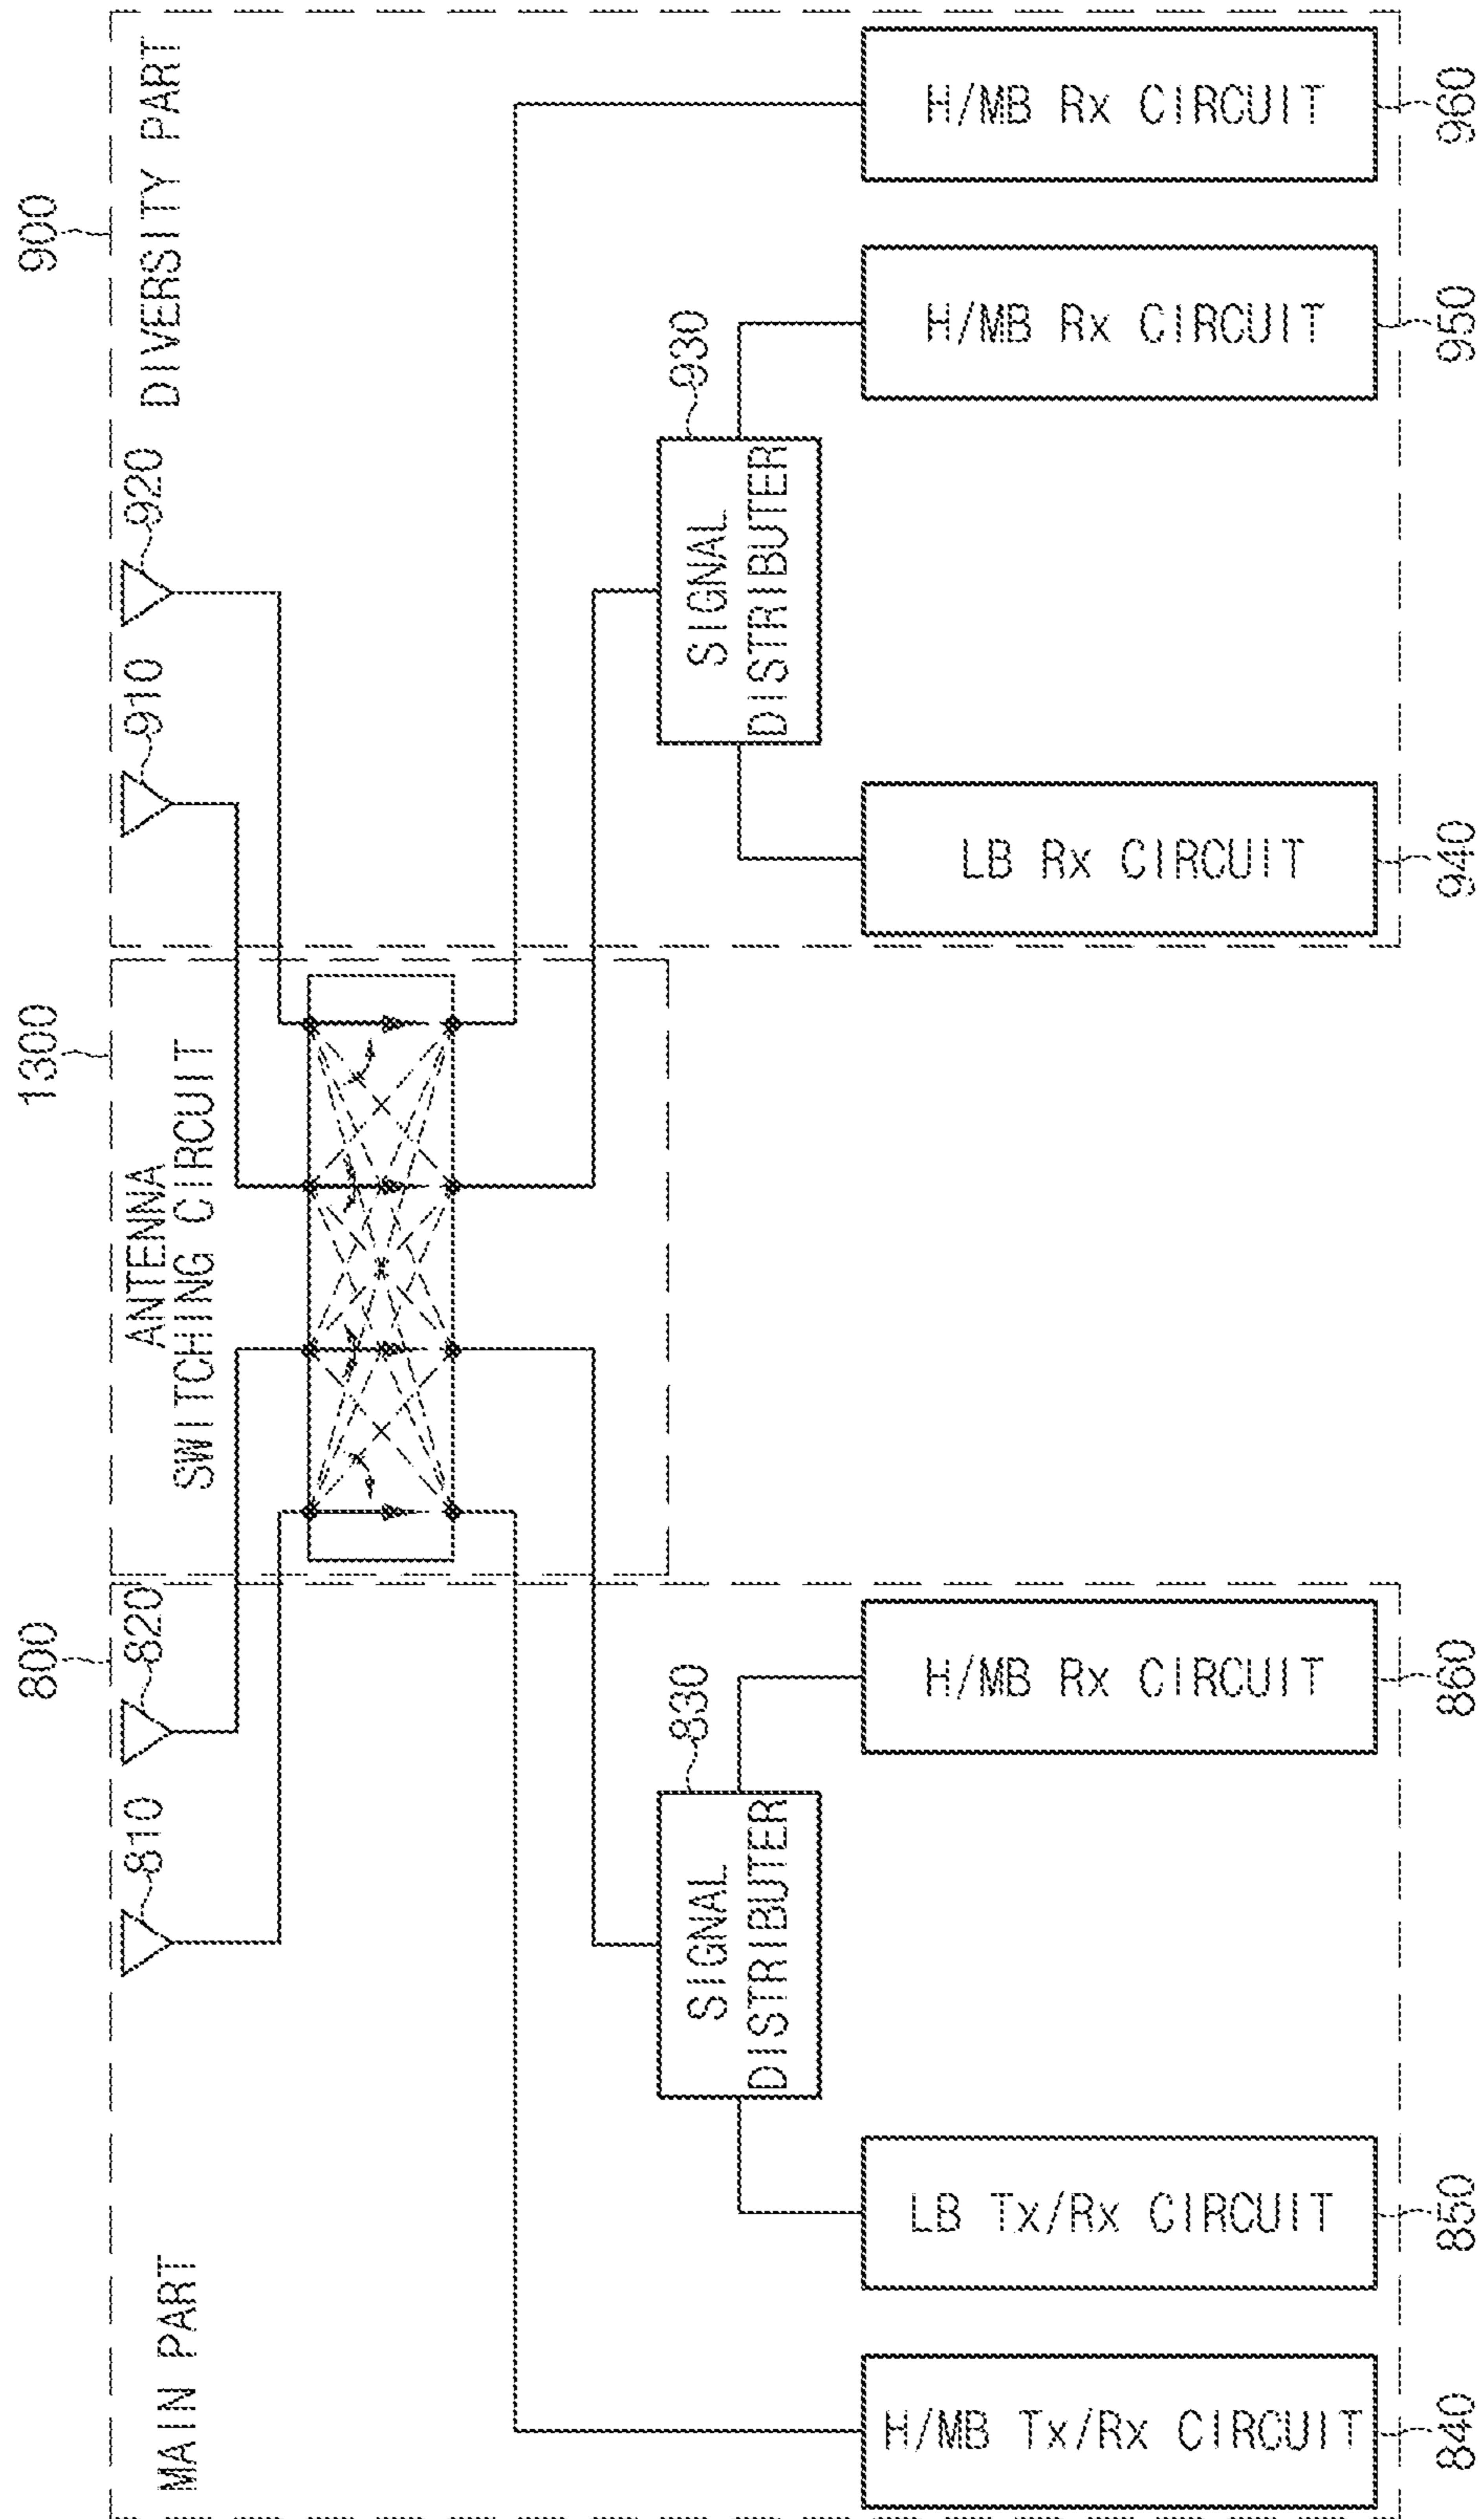 800
1300
900
MAIN PART
810
820
ANTENNA
SWITCHING CIRCUIT
910
920
DIVERSITY PART
830
SIGNAL
DISTRIBUTER
930
SIGNAL
DISTRIBUTER
H/MB Tx/Rx CIRCUIT
LB Tx/Rx CIRCUIT
H/MB Rx CIRCUIT
LB Rx CIRCUIT
H/MB Rx CIRCUIT
H/MB Rx CIRCUIT
840
850
860
940
950
960